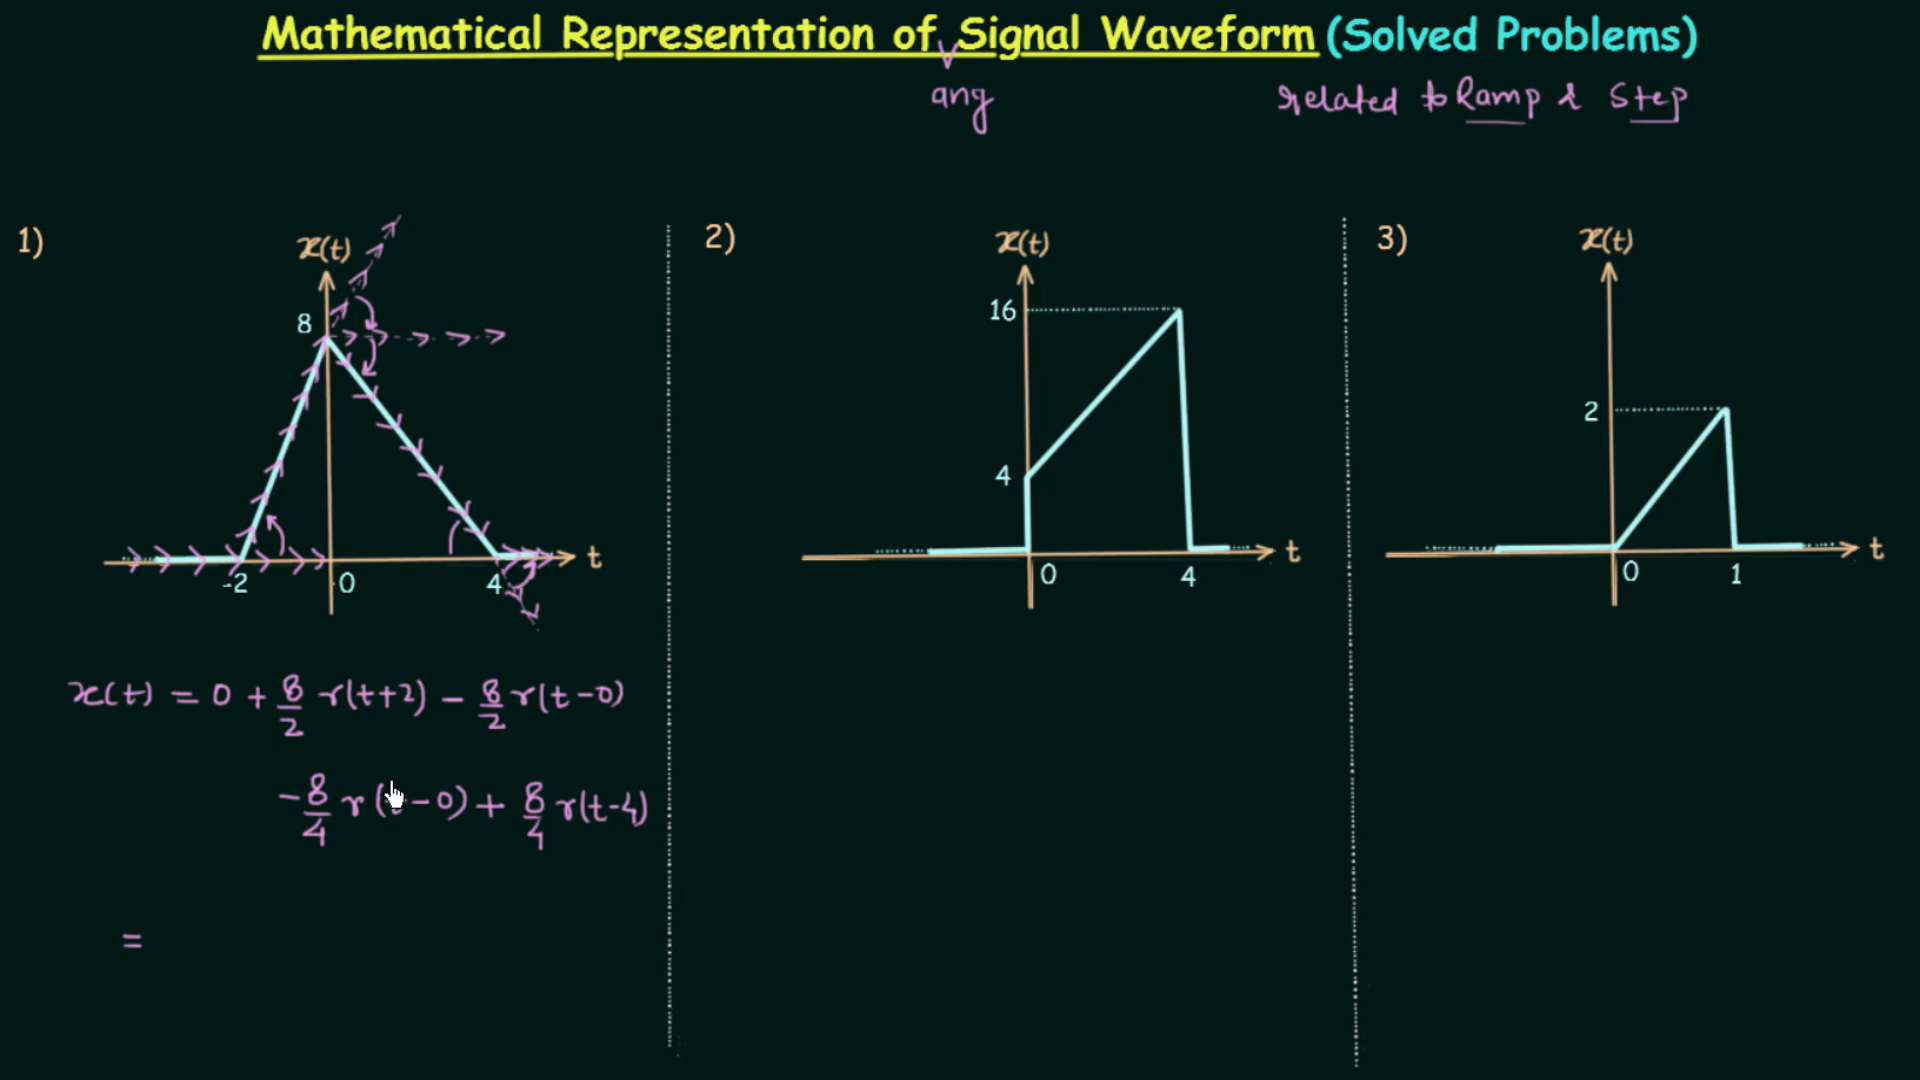 Mathematical Representation of Signal Waveform (Solved Problems)
ang
related to Ramp & Step
1)
x(t)
8
-2
0
4
t
x(t) = 0 + 8/2 r(t+2) - 8/2 r(t-0)
-8/4 r( -0) + 8/4 r(t-4)
=
2)
x(t)
16
4
0
4
t
3)
x(t)
2
0
1
t